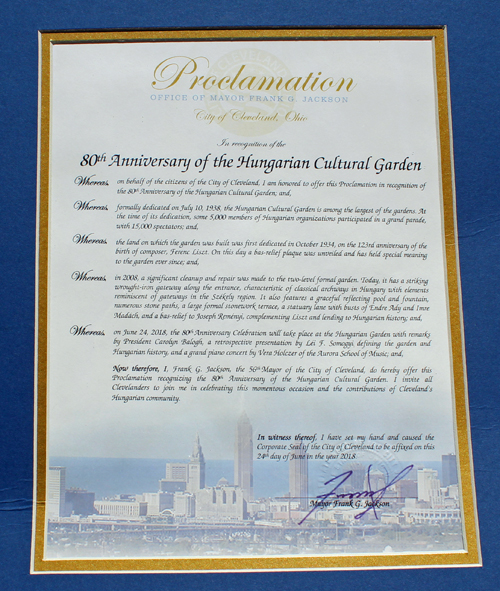 Proclamation
OFFICE OF MAYOR FRANK G. JACKSON
City of Cleveland, Ohio
In recognition of the
80th Anniversary of the Hungarian Cultural Garden
Whereas, on behalf of the citizens of the City of Cleveland, I am honored to offer this Proclamation in recognition of
the 80th Anniversary of the Hungarian Cultural Garden; and,
Whereas, formally dedicated on July 10, 1938, the Hungarian Cultural Garden is among the largest of the gardens. At
the time of its dedication, some 5,000 members of Hungarian organizations participated in a grand parade,
with 15,000 spectators; and,
Whereas, the land on which the garden was built was first dedicated in October 1934, on the 123rd anniversary of the
birth of composer, Ferenc Liszt. On this day a bas-relief plaque was unveiled and has held special meaning
to the garden ever since; and,
Whereas, in 2008, a significant cleanup and repair was made to the two-level formal garden. Today, it has a striking
wrought-iron gateway along the entrance, characteristic of classical archways in Hungary with elements
reminiscent of gateways in the Székely region. It also features a graceful reflecting pool and fountain,
numerous stone paths, a large formal stonework terrace, a statuary lane with busts of Endre Ady and Imre
Madách, and a bas-relief to Joseph Reményi, complementing Liszt and lending to Hungarian history; and,
Whereas, on June 24, 2018, the 80th Anniversary Celebration will take place at the Hungarian Garden with remarks
by President Carolyn Balogh, a retrospective presentation by Léi F. Somogyi defining the garden and
Hungarian history, and a grand piano concert by Vera Holczer of the Aurora School of Music; and,
Now therefore, I, Frank G. Jackson, the 56th Mayor of the City of Cleveland, do hereby offer this
Proclamation recognizing the 80th Anniversary of the Hungarian Cultural Garden. I invite all
Clevelanders to join me in celebrating this momentous occasion and the contributions of Cleveland's
Hungarian community.
In witness thereof, I have set my hand and caused the
Corporate Seal of the City of Cleveland to be affixed on this
24th day of June in the year 2018.
Mayor Frank G. Jackson